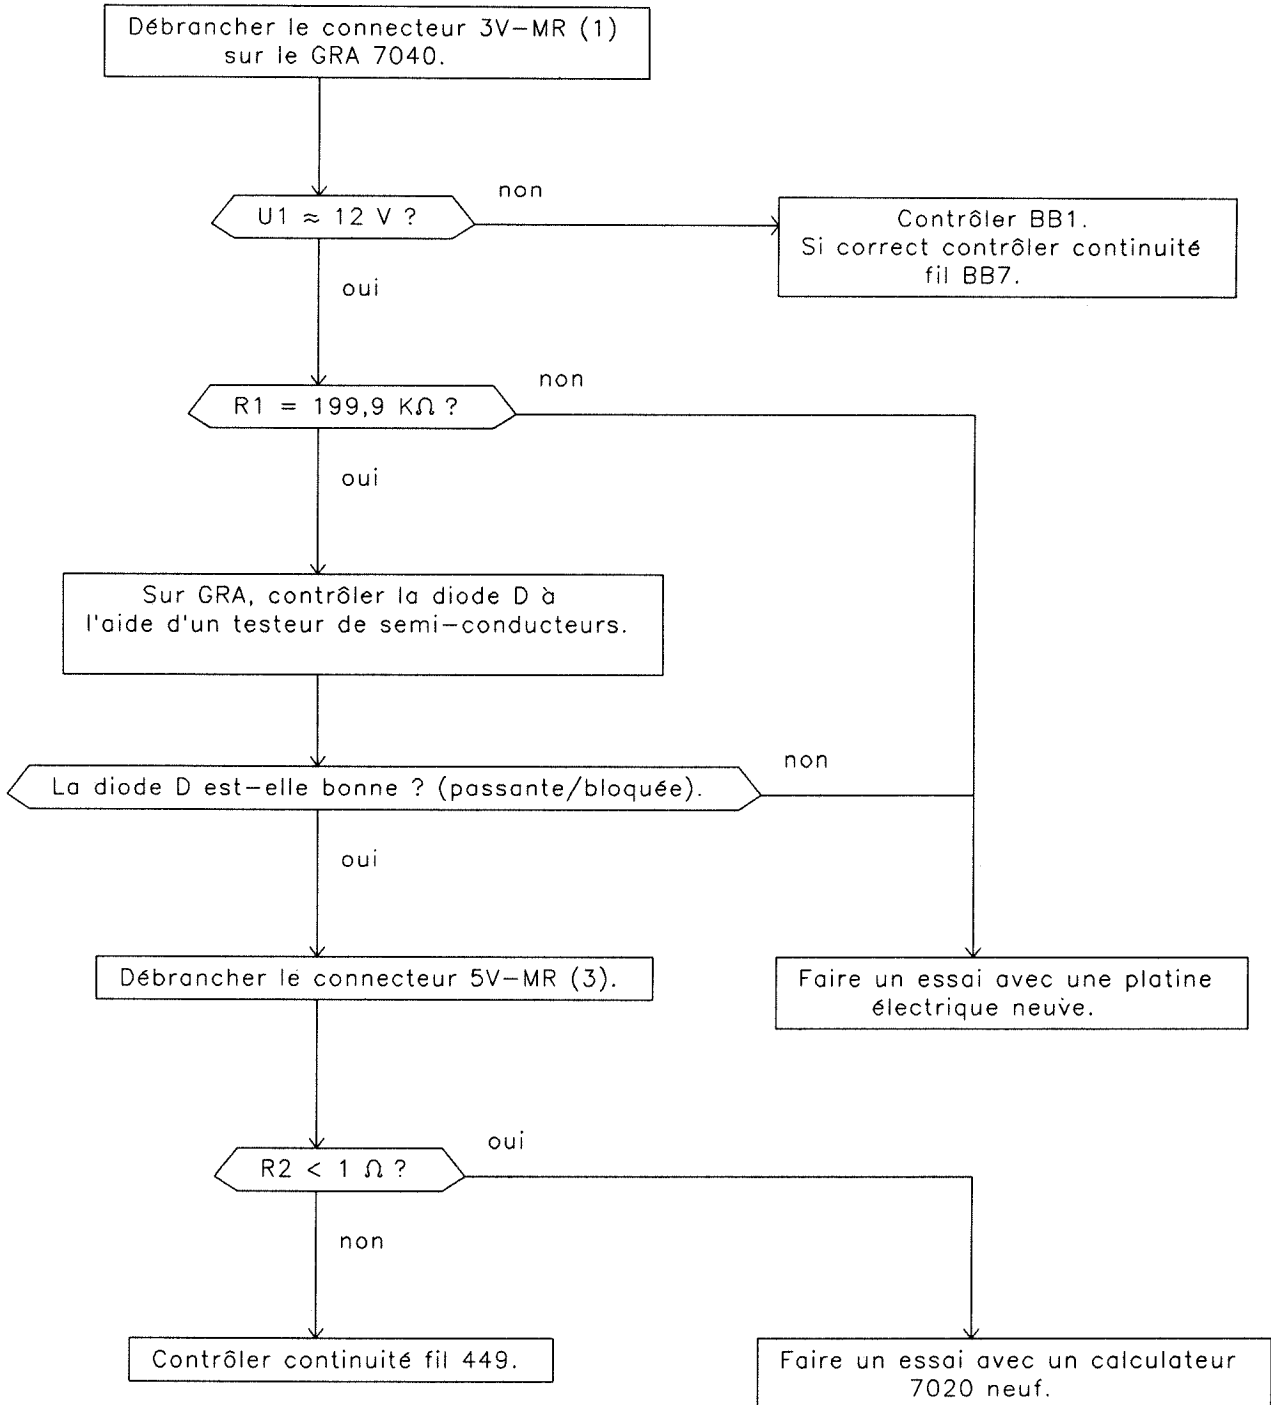 Débrancher le connecteur 3V-MR (1)
sur le GRA 7040.
non
U1 ≈ 12 V ?
Contrôler BB1.
Si correct contrôler continuité
fil BB7.
oui
non
R1 = 199,9 KΩ ?
oui
Sur GRA, contrôler la diode D à
l'aide d'un testeur de semi-conducteurs.
non
La diode D est-elle bonne ? (passante/bloquée).
oui
Débrancher le connecteur 5V-MR (3).
Faire un essai avec une platine
électrique neuve.
oui
R2 < 1 Ω ?
non
Contrôler continuité fil 449.
Faire un essai avec un calculateur
7020 neuf.